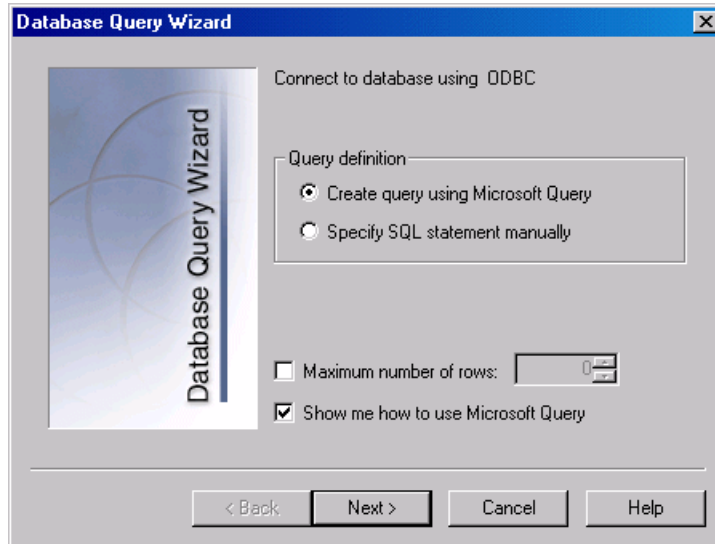 Database Query Wizard
Database Query Wizard
Connect to database using ODBC
Query definition
Create query using Microsoft Query
Specify SQL statement manually
Maximum number of rows: 0
Show me how to use Microsoft Query
< Back Next > Cancel Help